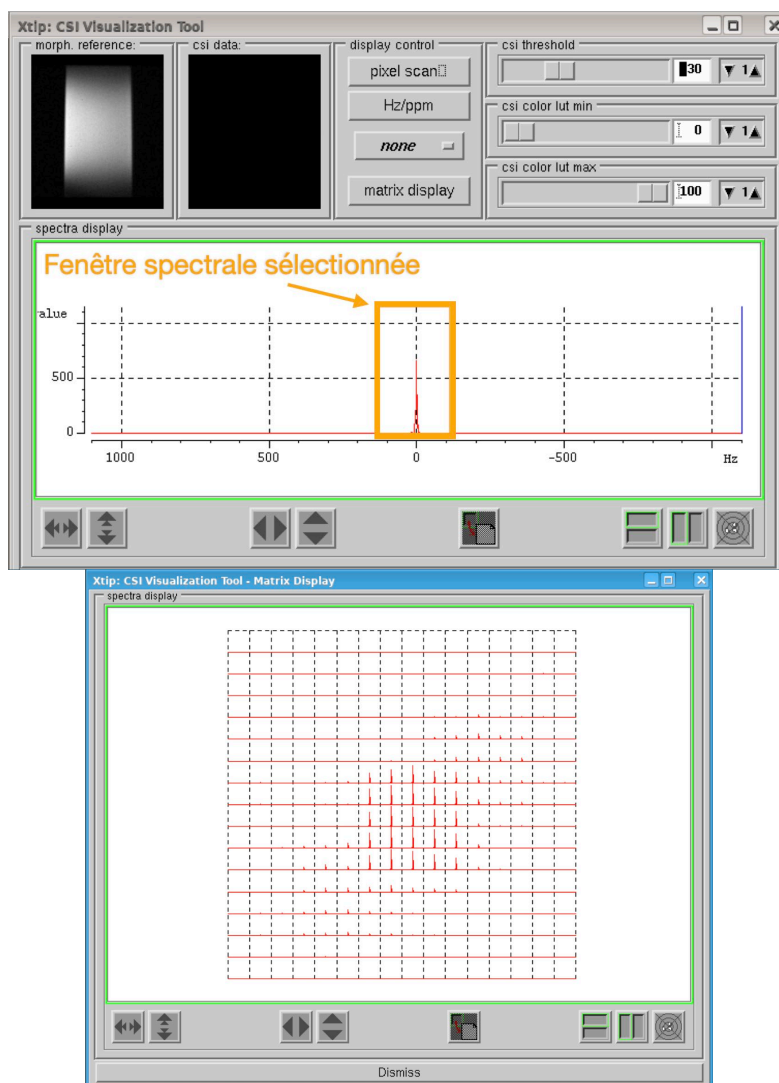 Xtip: CSI Visualization Tool
morph. reference:
csi data:
display control
pixel scan
Hz/ppm
none
matrix display
csi threshold
30
1
csi color lut min
0
1
csi color lut max
100
1
spectra display
Fenêtre spectrale sélectionnée
alue
500
0
1000
500
0
-500
Hz
Xtip: CSI Visualization Tool - Matrix Display
spectra display
Dismiss